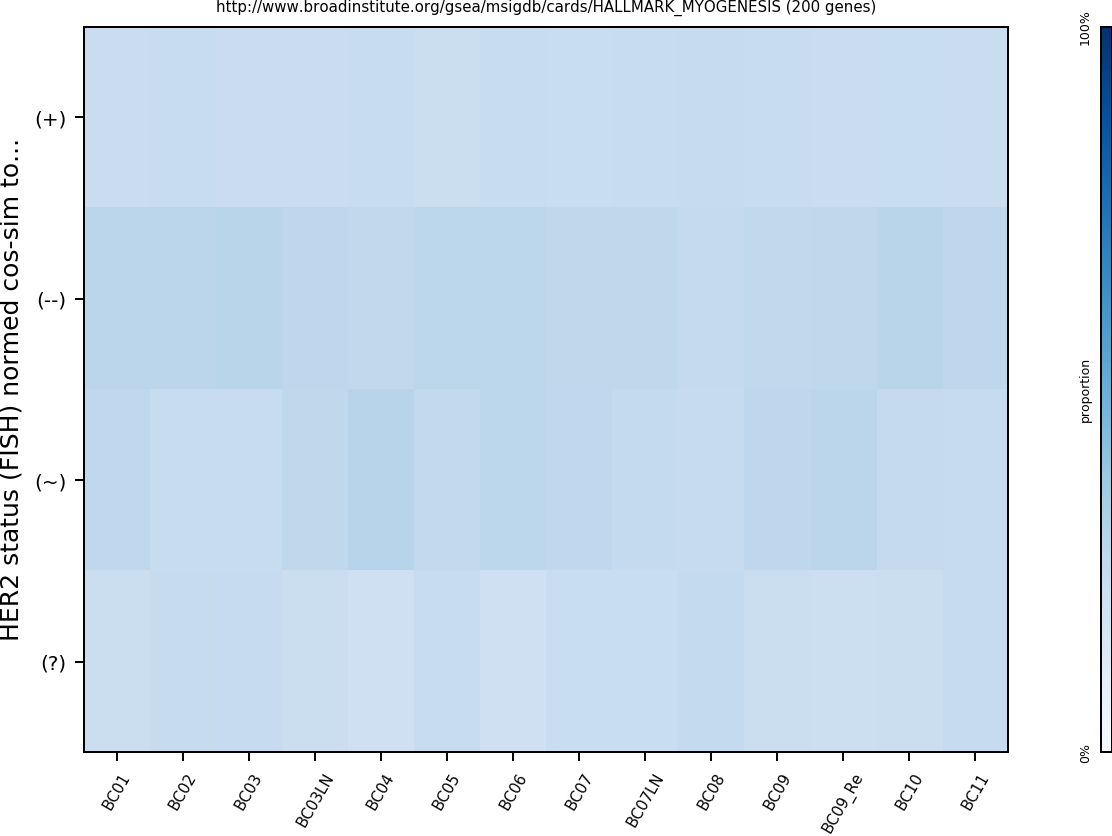 http://www.broadinstitute.org/gsea/msigdb/cards/HALLMARK_MYOGENESIS (200 genes)
HER2 status (FISH) normed cos-sim to...
(+)
(--)
(~)
(?)
BC01
BC02
BC03
BC03LN
BC04
BC05
BC06
BC07
BC07LN
BC08
BC09
BC09_Re
BC10
BC11
100%
proportion
0%